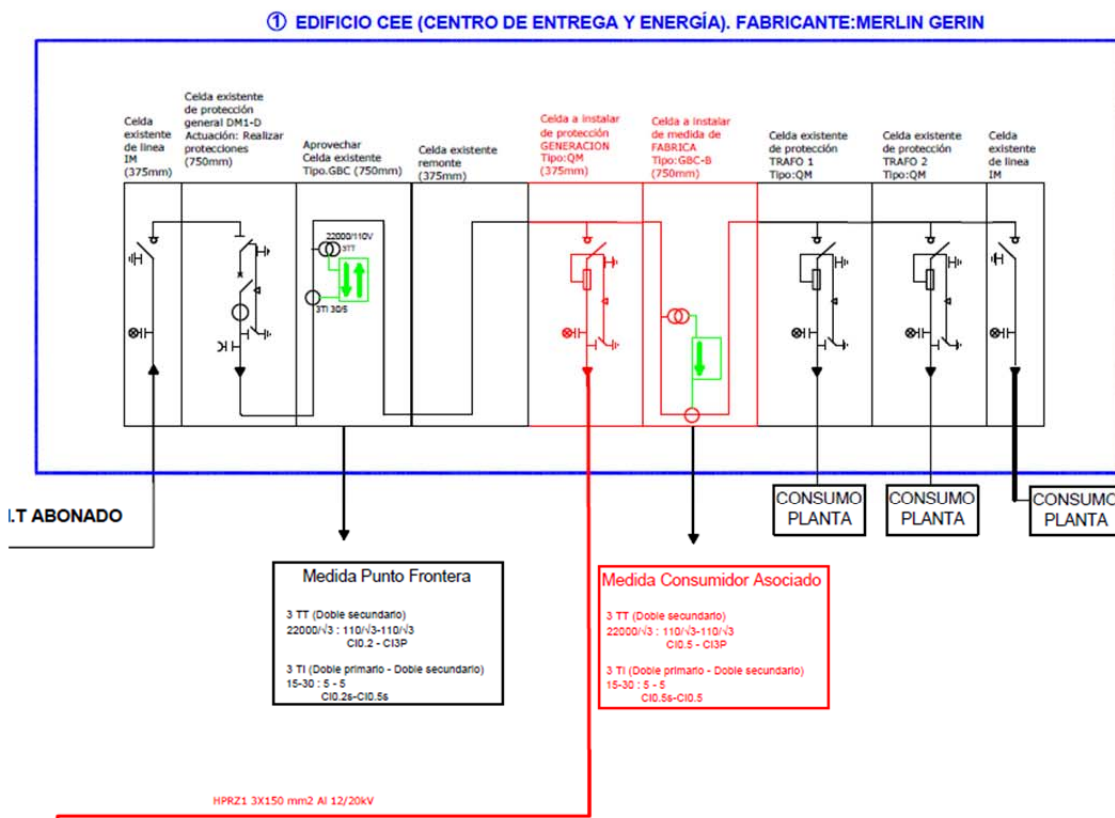 ① EDIFICIO CEE (CENTRO DE ENTREGA Y ENERGÍA). FABRICANTE:MERLIN GERIN
Celda
existente
de linea
IM
(375mm)
Celda existente
de protección
general DM1-D
Actuación: Realizar
protecciones
(750mm)
Aprovechar
Celda existente
Tipo.GBC (750mm)
Celda existente
remonte
(375mm)
Celda a instalar
de protección
GENERACION
Tipo:QM
(375mm)
Celda a instalar
de medida de
FABRICA
Tipo:GBC-B
(750mm)
Celda existente
de protección
TRAFO 1
Tipo:QM
Celda existente
de protección
TRAFO 2
Tipo:QM
Celda
existente
de linea
IM
22000/110V
3TT
3TI 30/5
.T ABONADO
CONSUMO
PLANTA
CONSUMO
PLANTA
CONSUMO
PLANTA
Medida Punto Frontera
3 TT (Doble secundario)
22000/√3 : 110/√3-110/√3
Cl0.2 - Cl3P
3 TI (Doble primario - Doble secundario)
15-30 : 5 - 5
Cl0.2s-Cl0.5s
Medida Consumidor Asociado
3 TT (Doble secundario)
22000/√3 : 110/√3-110/√3
Cl0.5 - Cl3P
3 TI (Doble primario - Doble secundario)
15-30 : 5 - 5
Cl0.5s-Cl0.5
HPRZ1 3X150 mm2 Al 12/20kV